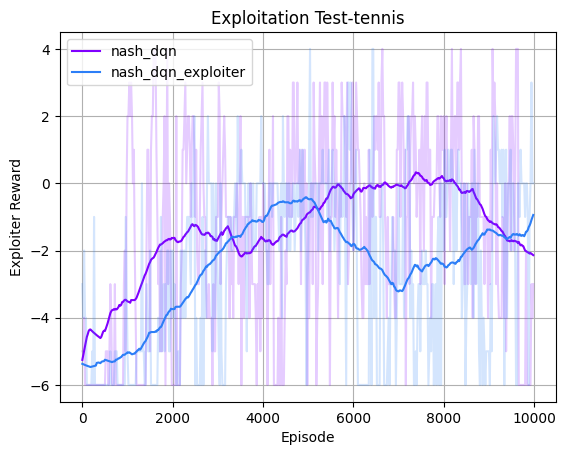 Exploitation Test-tennis
nash_dqn
nash_dqn_exploiter
Exploiter Reward
4
2
0
−2
−4
−6
0
2000
4000
6000
8000
10000
Episode